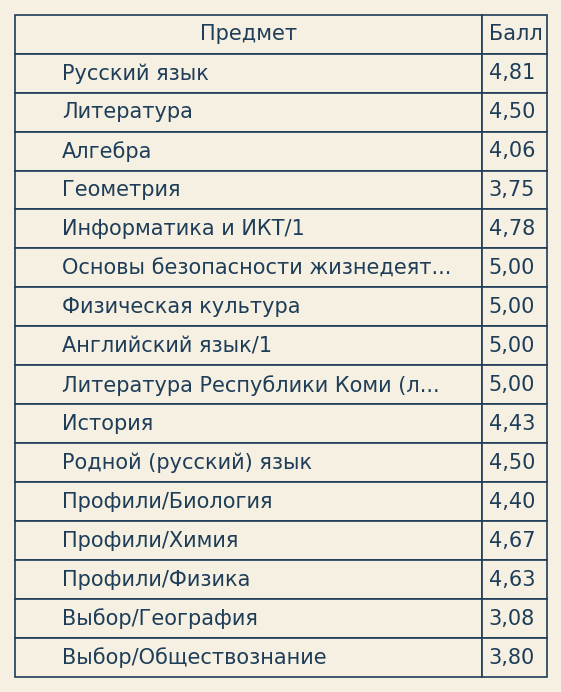 Предмет Балл
Русский язык 4,81
Литература 4,50
Алгебра 4,06
Геометрия 3,75
Информатика и ИКТ/1 4,78
Основы безопасности жизнедеят... 5,00
Физическая культура 5,00
Английский язык/1 5,00
Литература Республики Коми (л... 5,00
История 4,43
Родной (русский) язык 4,50
Профили/Биология 4,40
Профили/Химия 4,67
Профили/Физика 4,63
Выбор/География 3,08
Выбор/Обществознание 3,80